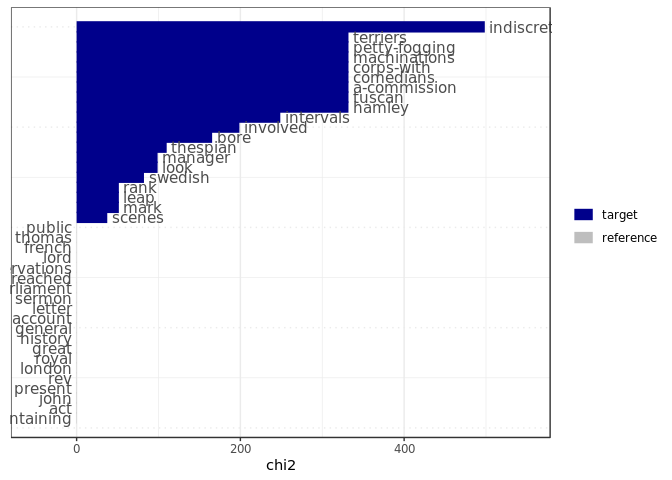 indiscret
terriers
petty-fogging
machinations
corps-with
comedians
a-commission
tuscan
hamley
intervals
involved
bore
thespian
manager
look
swedish
rank
leap
mark
scenes
public
thomas
french
lord
rvations
reached
rliament
sermon
letter
account
general
history
great
royal
london
rev
present
john
act
ntaining
target
reference
0 200 400
chi2